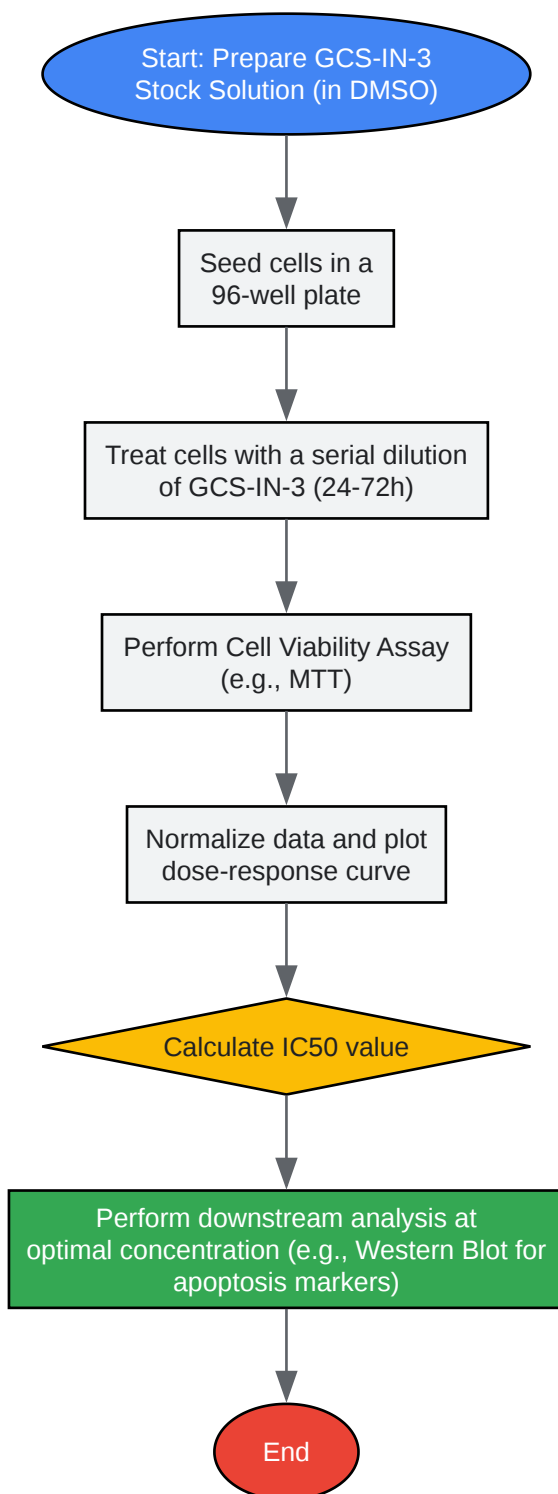 Start: Prepare GCS-IN-3
Stock Solution (in DMSO)
Seed cells in a
96-well plate
Treat cells with a serial dilution
of GCS-IN-3 (24-72h)
Perform Cell Viability Assay
(e.g., MTT)
Normalize data and plot
dose-response curve
Calculate IC50 value
Perform downstream analysis at
optimal concentration (e.g., Western Blot for
apoptosis markers)
End